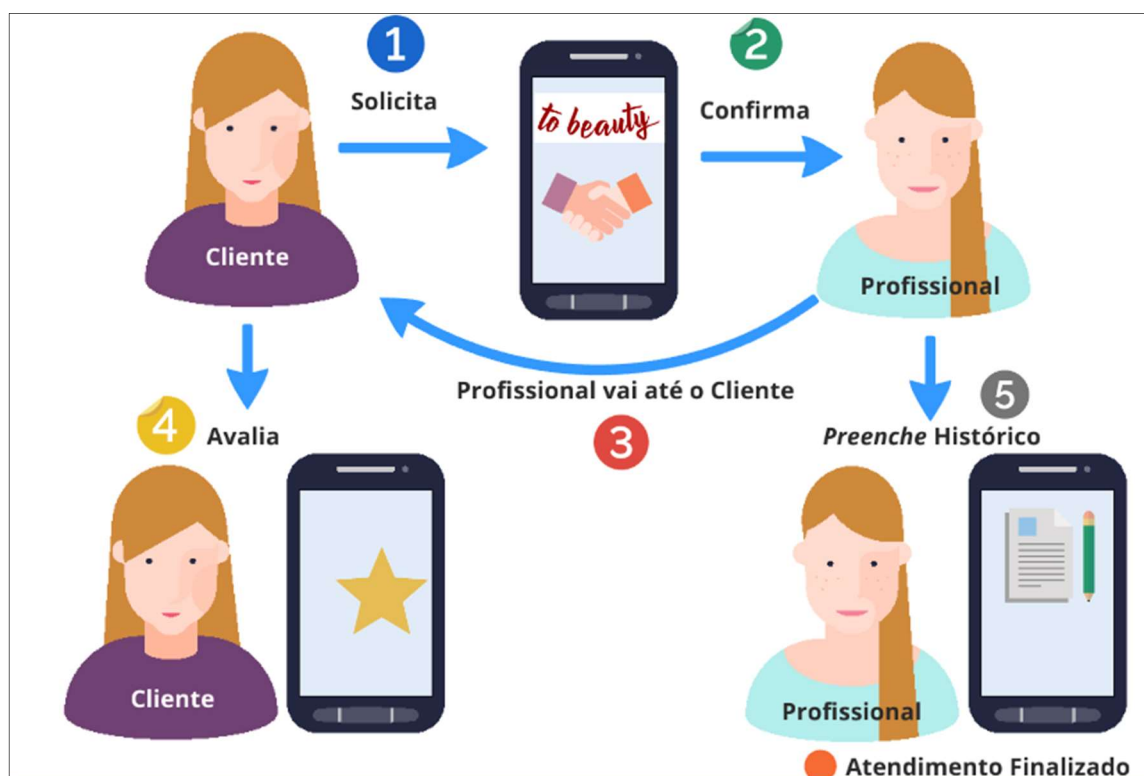 1
Solicita
to beauty
2
Confirma
Cliente
Profissional
Profissional vai até o Cliente
3
4
Avalia
5
Preenche Histórico
Cliente
Profissional
Atendimento Finalizado